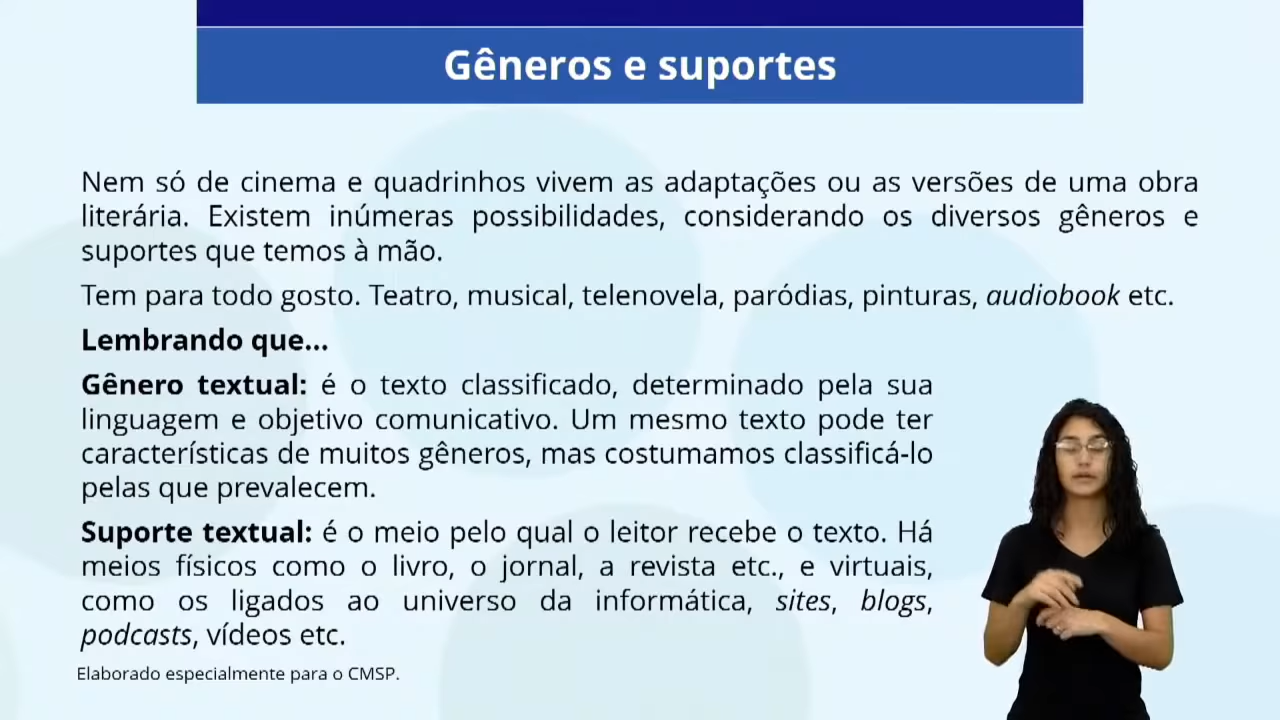 Gêneros e suportes
Nem só de cinema e quadrinhos vivem as adaptações ou as versões de uma obra
literária. Existem inúmeras possibilidades, considerando os diversos gêneros e
suportes que temos à mão.
Tem para todo gosto. Teatro, musical, telenovela, paródias, pinturas, audiobook etc.
Lembrando que...
Gênero textual: é o texto classificado, determinado pela sua
linguagem e objetivo comunicativo. Um mesmo texto pode ter
características de muitos gêneros, mas costumamos classificá-lo
pelas que prevalecem.
Suporte textual: é o meio pelo qual o leitor recebe o texto. Há
meios físicos como o livro, o jornal, a revista etc., e virtuais,
como os ligados ao universo da informática, sites, blogs,
podcasts, vídeos etc.
Elaborado especialmente para o CMSP.